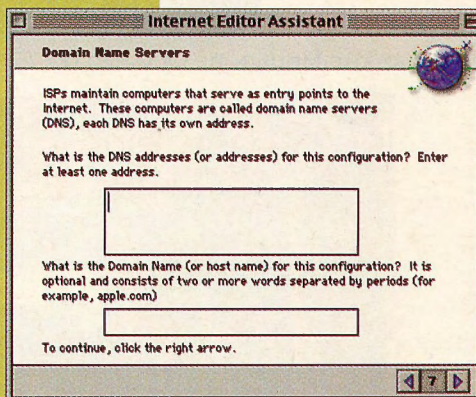 Internet Editor Assistant
Domain Name Servers
ISPs maintain computers that serve as entry points to the
Internet. These computers are called domain name servers
(DNS), each DNS has its own address.
What is the DNS addresses (or addresses) for this configuration? Enter
at least one address.
What is the Domain Name (or host name) for this configuration? It is
optional and consists of two or more words separated by periods (for
example, apple.com)
To continue, click the right arrow.
7